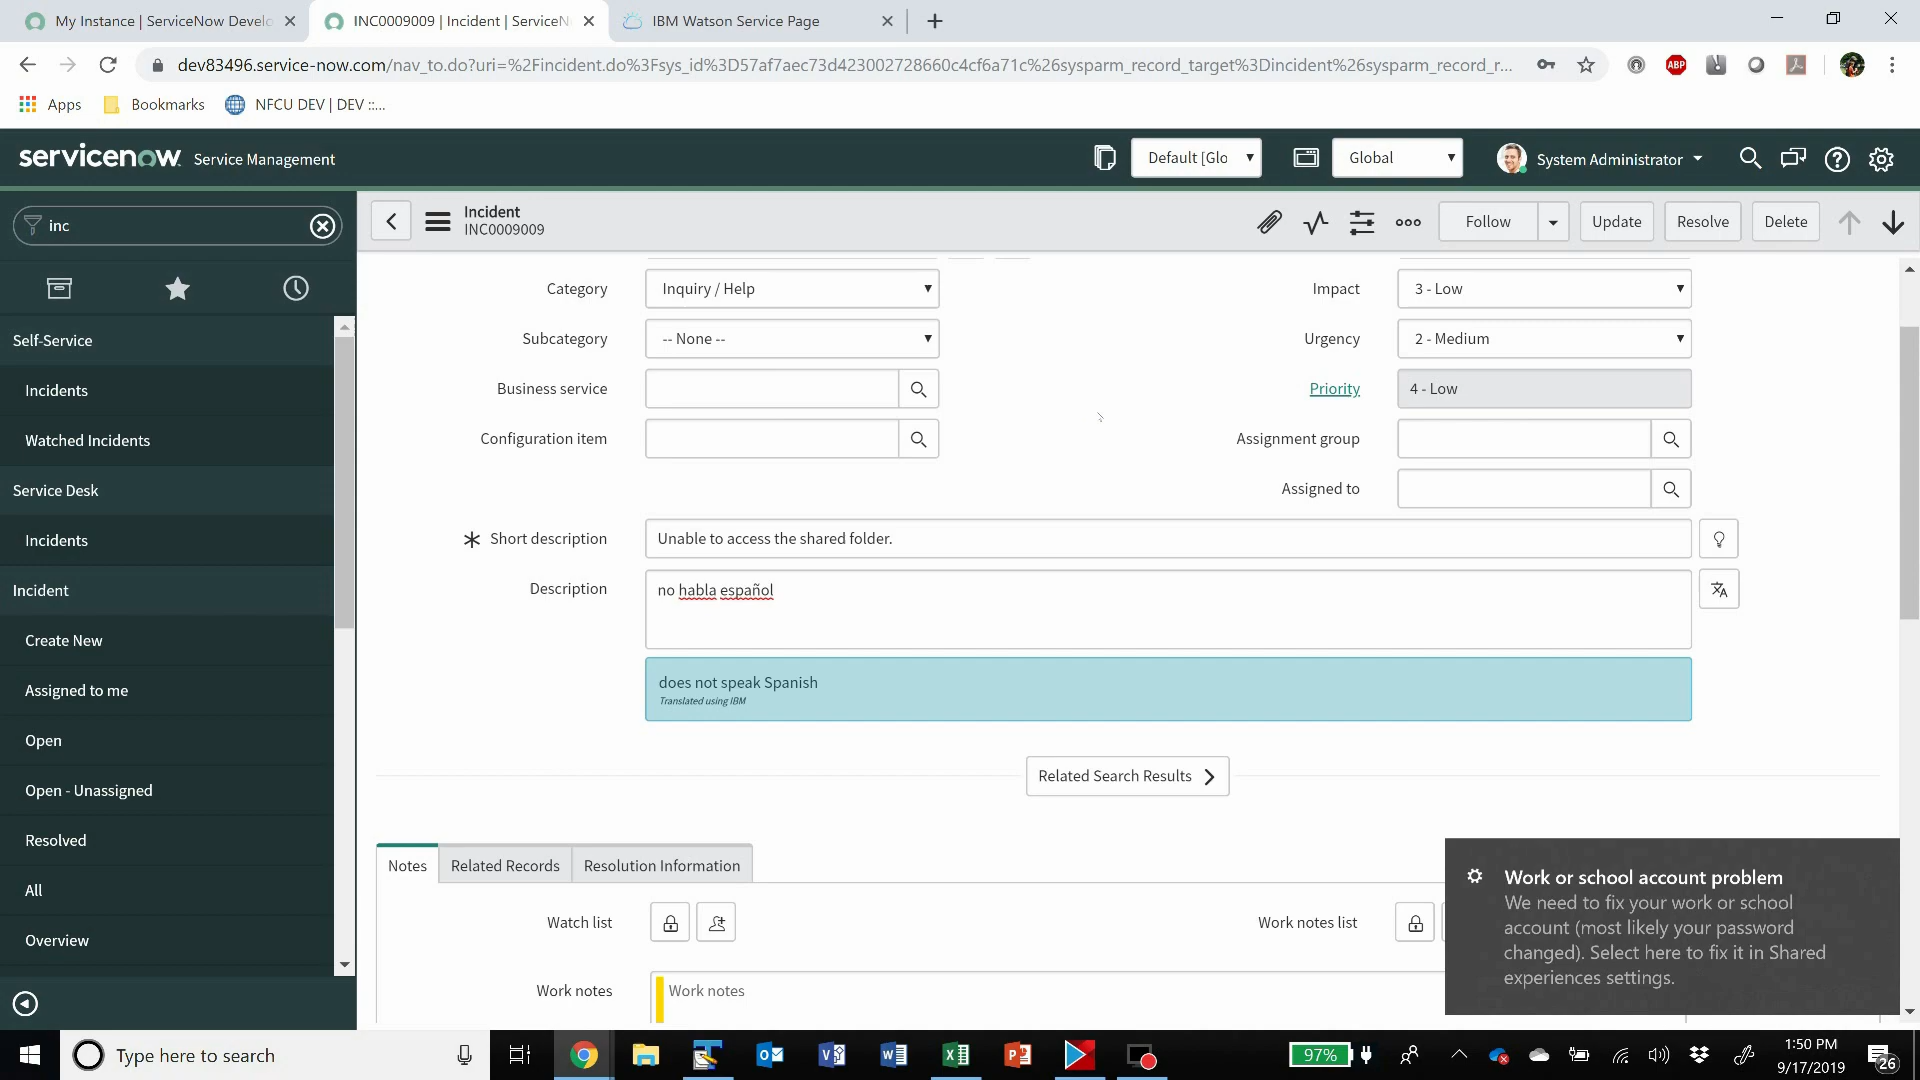 My Instance | ServiceNow Develo
INC0009009 | Incident | ServiceN
IBM Watson Service Page
dev83496.service-now.com/nav_to.do?uri=%2Fincident.do%3Fsys_id%3D57af7aec73d423002728660c4cf6a71c%26sysparm_record_target%3Dincident%26sysparm_record_r...
ABP
Apps
Bookmarks
NFCU DEV | DEV ::...
servicenow
Service Management
Default [Glo
Global
System Administrator
inc
Incident
INC0009009
Follow
Update
Resolve
Delete
Self-Service
Incidents
Watched Incidents
Service Desk
Incidents
Incident
Create New
Assigned to me
Open
Open - Unassigned
Resolved
All
Overview
Category
Inquiry / Help
Impact
3 - Low
Subcategory
-- None --
Urgency
2 - Medium
Business service
Priority
4 - Low
Configuration item
Assignment group
Assigned to
Short description
Unable to access the shared folder.
Description
no habla español
does not speak Spanish
Translated using IBM
Related Search Results
Notes
Related Records
Resolution Information
Watch list
Work notes list
Work notes
Work notes
Work or school account problem
We need to fix your work or school
account (most likely your password
changed). Select here to fix it in Shared
experiences settings.
Type here to search
97%
1:50 PM
9/17/2019
26